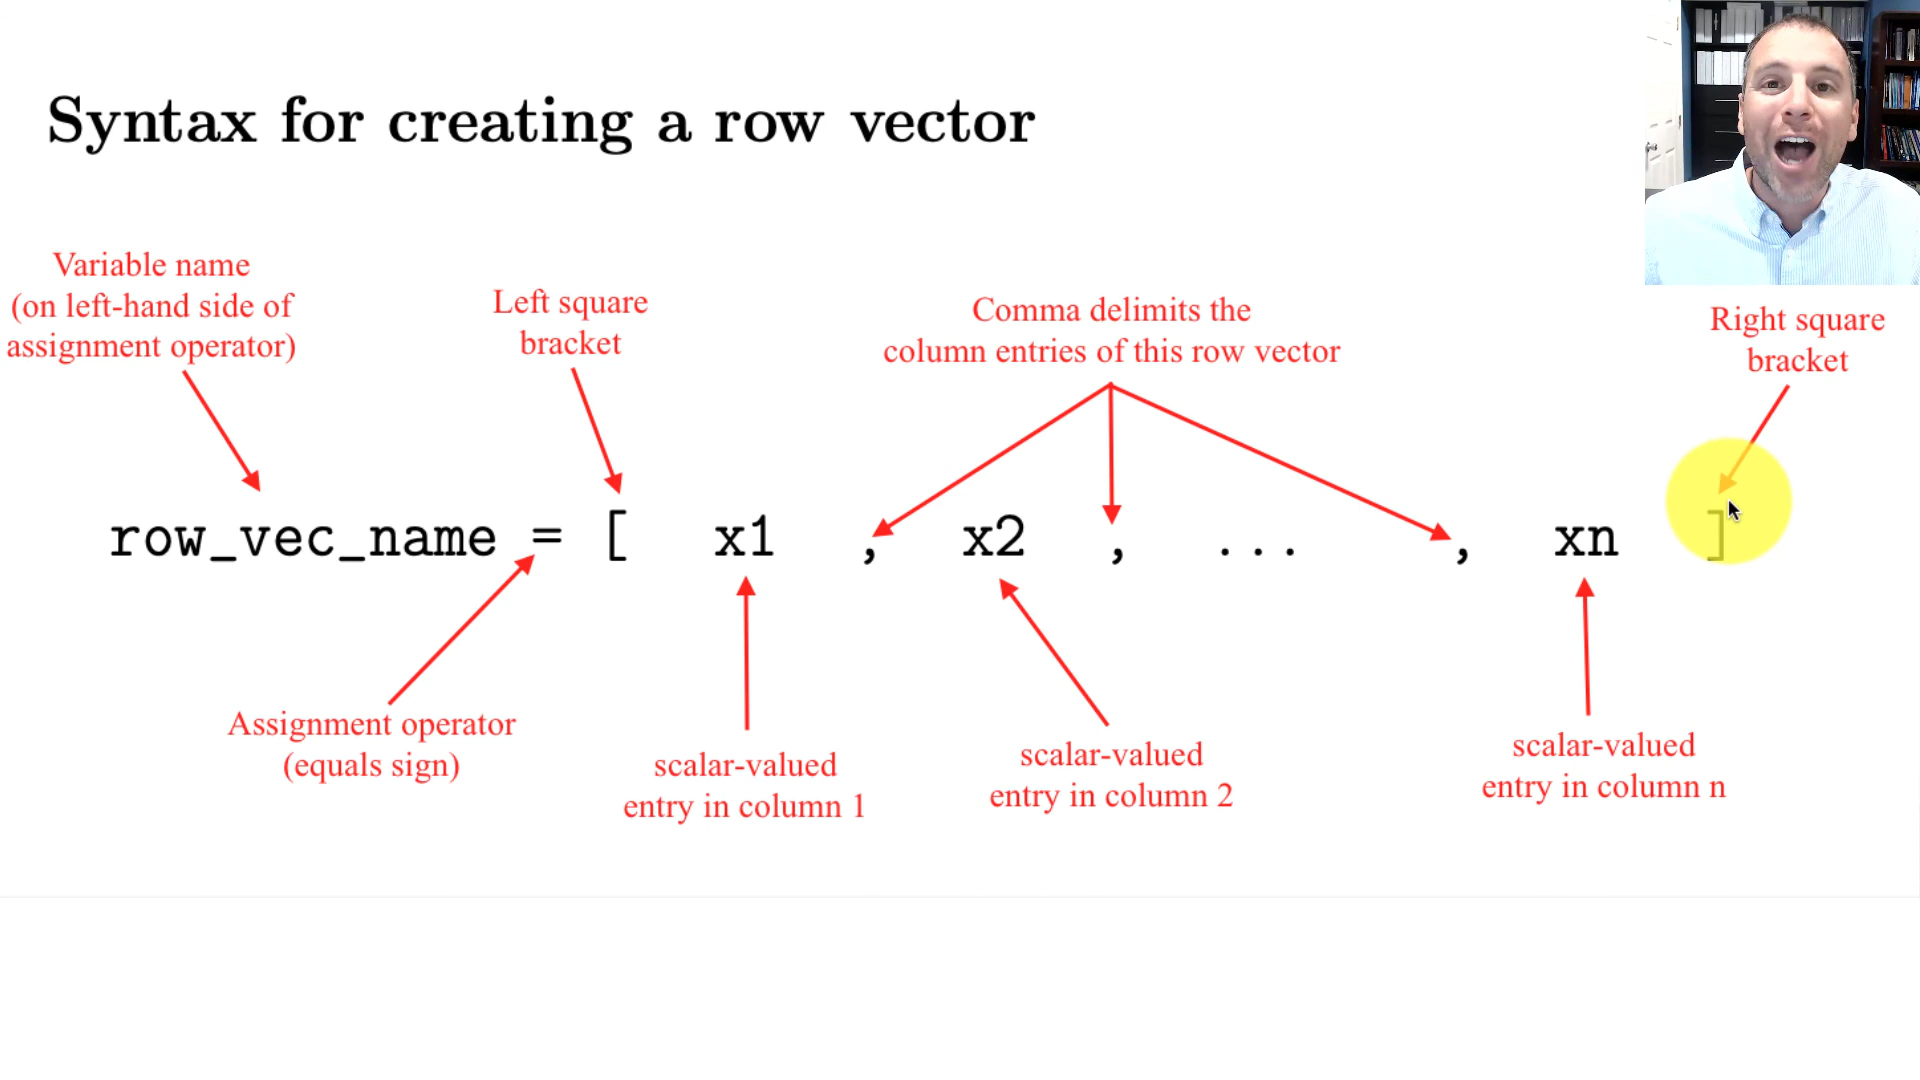 Syntax for creating a row vector
Variable name
(on left-hand side of
assignment operator)
Left square
bracket
Comma delimits the
column entries of this row vector
Right square
bracket
row_vec_name = [ x1 , x2 , ... , xn ]
Assignment operator
(equals sign)
scalar-valued
entry in column 1
scalar-valued
entry in column 2
scalar-valued
entry in column n